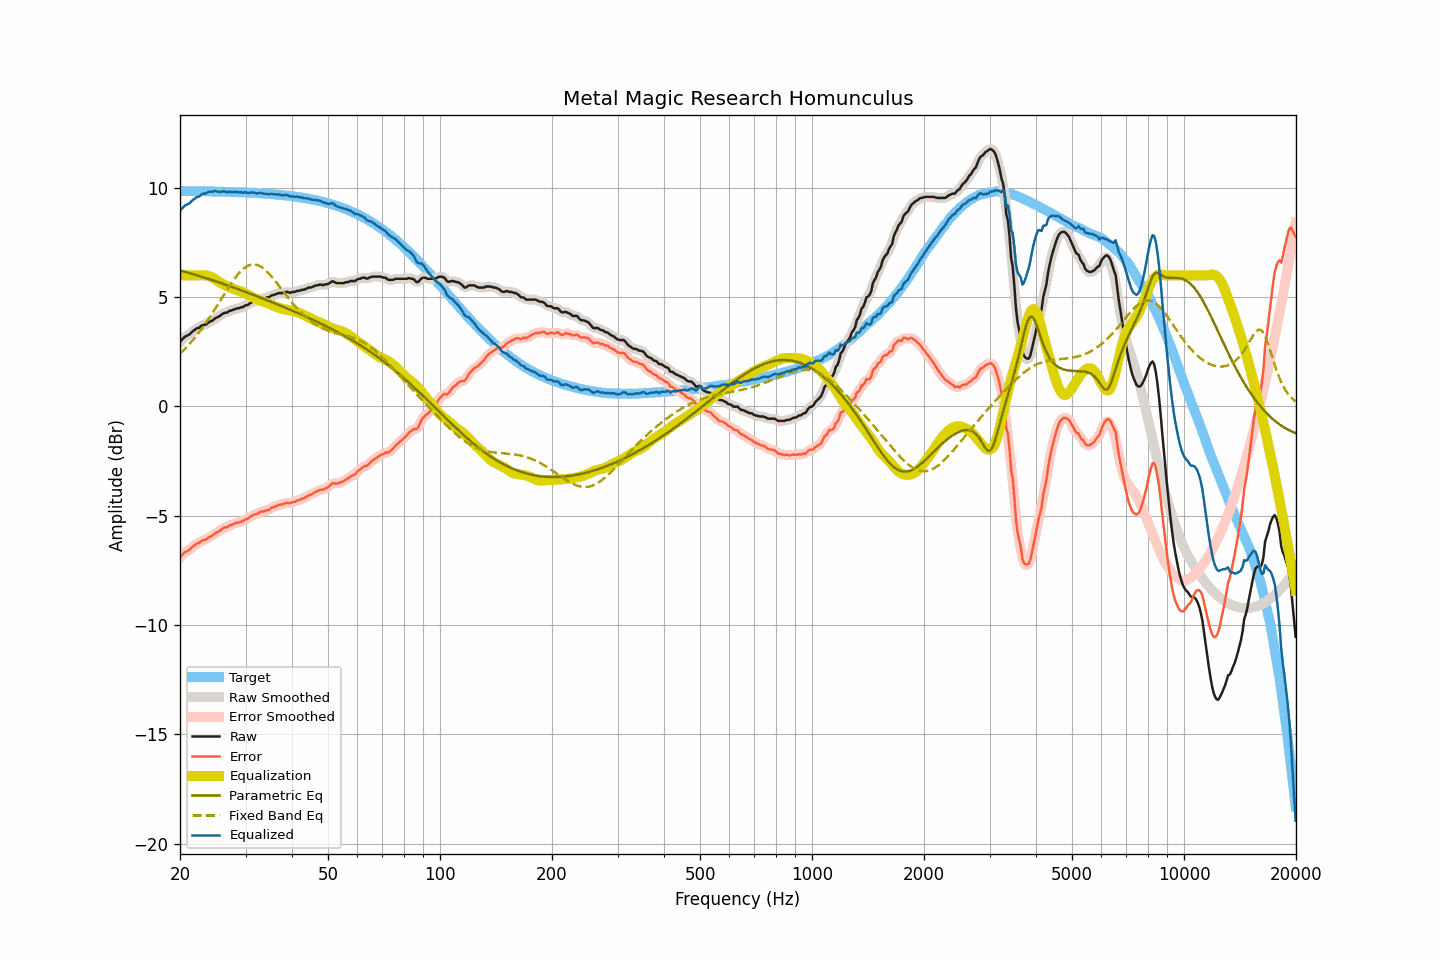 Metal Magic Research Homunculus
Amplitude (dBr)
10
5
0
−5
−10
−15
−20
Target
Raw Smoothed
Error Smoothed
Raw
Error
Equalization
Parametric Eq
Fixed Band Eq
Equalized
20 50 100 200 500 1000 2000 5000 10000 20000
Frequency (Hz)